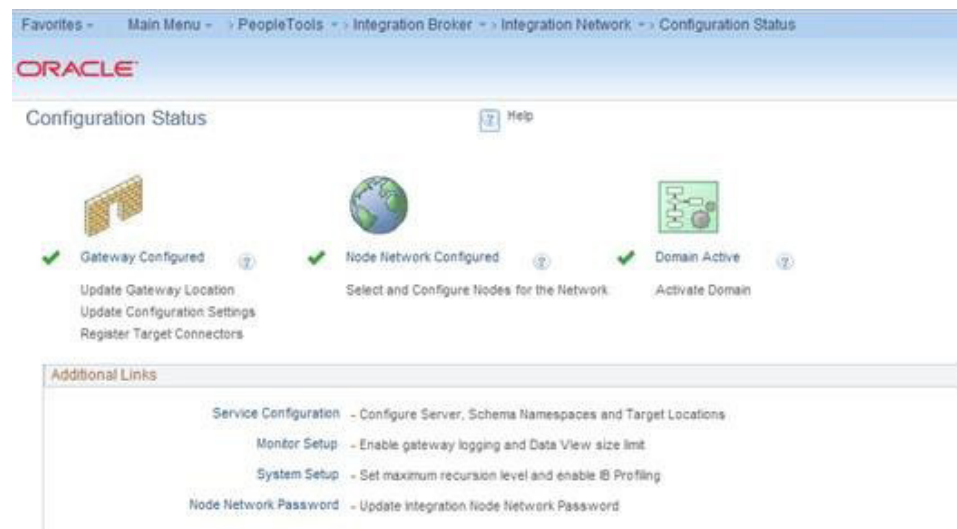 Favorites Main Menu > PeopleTools > Integration Broker > Integration Network > Configuration Status
ORACLE
Configuration Status ? Help
Gateway Configured ? Node Network Configured ? Domain Active ?
Update Gateway Location Select and Configure Nodes for the Network Activate Domain
Update Configuration Settings
Register Target Connectors
Additional Links
Service Configuration - Configure Server, Schema Namespaces and Target Locations
Monitor Setup - Enable gateway logging and Data View size limit
System Setup - Set maximum recursion level and enable IB Profiling
Node Network Password - Update Integration Node Network Password